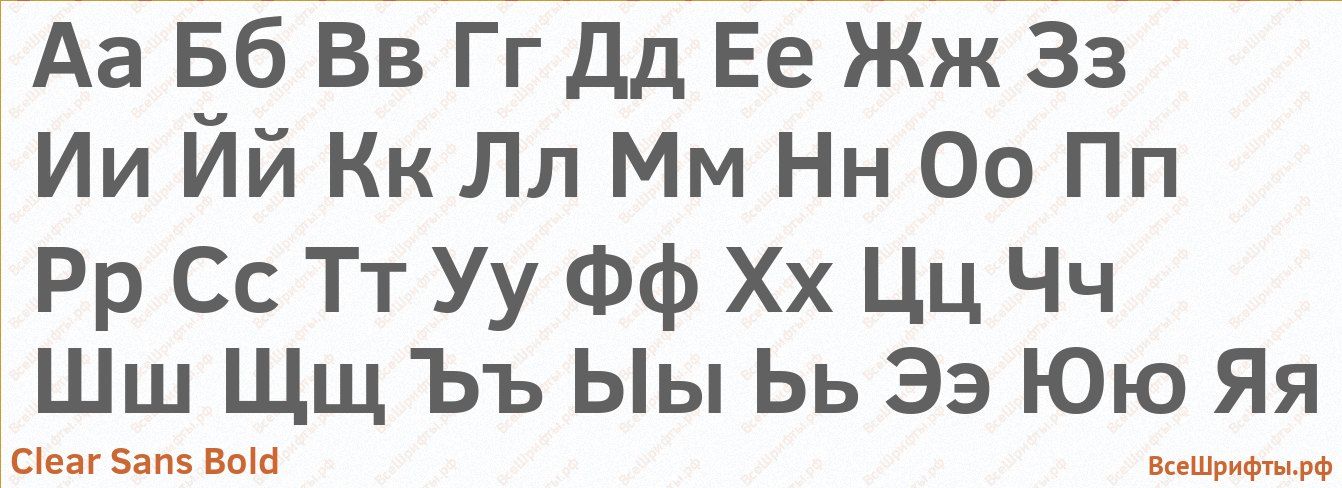 Аа Бб Вв Гг Дд Ее Жж Зз
Ии Йй Кк Лл Мм Нн Оо Пп
Рр Сс Тт Уу Фф Хх Цц Чч
Шш Щщ Ъъ Ыы Ьь Ээ Юю Яя
Clear Sans Bold
ВсеШрифты.рф